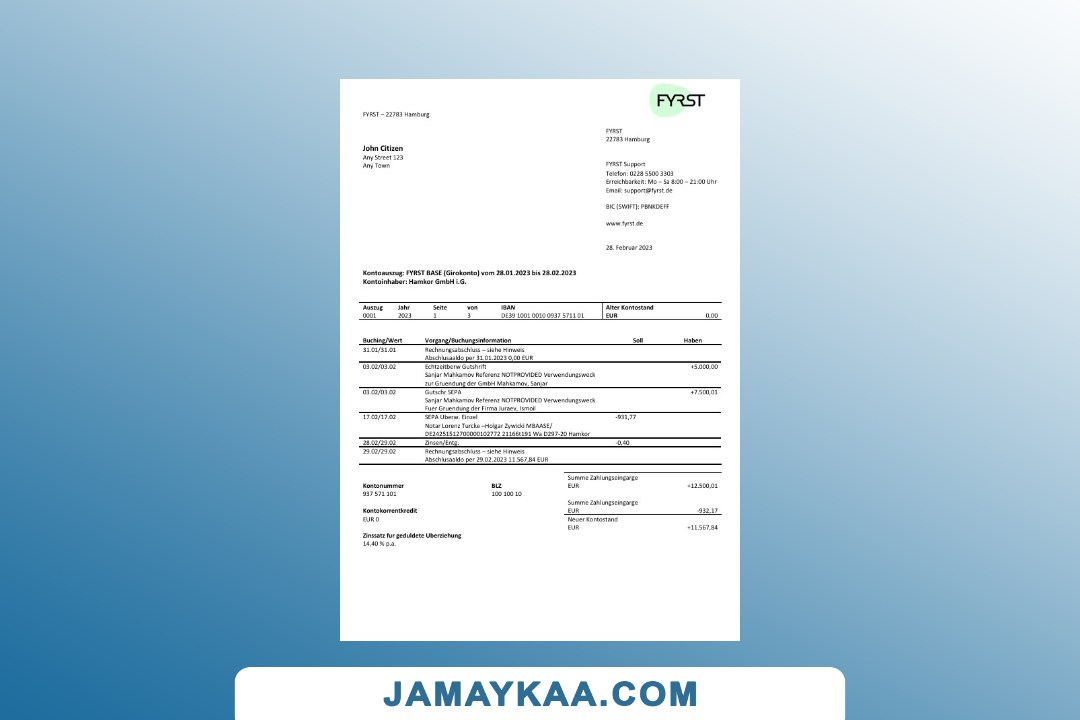 FYRST
FYRST – 22783 Hamburg
FYRST
22783 Hamburg
John Citizen
Any Street 123
Any Town
FYRST Support
Telefon: 0228 5500 3303
Erreichbarkeit: Mo – Sa 8:00 – 21:00 Uhr
Email: support@fyrst.de
BIC (SWIFT): PBNKDEFF
www.fyrst.de
28. Februar 2023
Kontoauszug: FYRST BASE (Girokonto) vom 28.01.2023 bis 28.02.2023
Kontoinhaber: Hamkor GmbH i.G.
Auszug Jahr Seite von IBAN Alter Kontostand
0001 2023 1 3 DE39 1001 0010 0937 5711 01 EUR 0,00
Buching/Wert Vorgang/Buchungsinformation Soll Haben
31.01/31.01 Rechnungsabschluss – siehe Hinweis
Abschlusaaldo per 31.01.2023 0,00 EUR
03.02/03.02 Echtzeitberw Gutshrift +5.000,00
Sanjar Mahkamov Referenz NOTPROVIDED Verwendungsweck
zur Gruendung der GmbH Mahkamov, Sanjar
03.02/03.02 Gutschr SEPA +7.500,01
Sanjar Mahkamov Referenz NOTPROVIDED Verwendungsweck
Fuer Gruendung der Firma Juraev, Ismoil
17.02/17.02 SEPA Uberw. Einzel -931,77
Notar Lorenz Turcke –Holgar Zywicki MBAASE/
DE24251512700000102772 21166t191 Wa D297-20 Hamkor
28.02/29.02 Zinsen/Entg. -0,40
29.02/29.02 Rechnungsabschluss – siehe Hinweis
Abschlusaaldo per 29.02.2023 11.567,84 EUR
Summe Zahlungseingarge
Kontonummer BLZ EUR +12.500,01
937 571 101 100 100 10
Summe Zahlungseingarge
Kontokorrentkredit EUR -932,17
EUR 0 Neuer Kontostand
EUR +11.567,84
Zinssatz fur geduldete Uberziehung
14,40 % p.a.
JAMAYKAA.COM